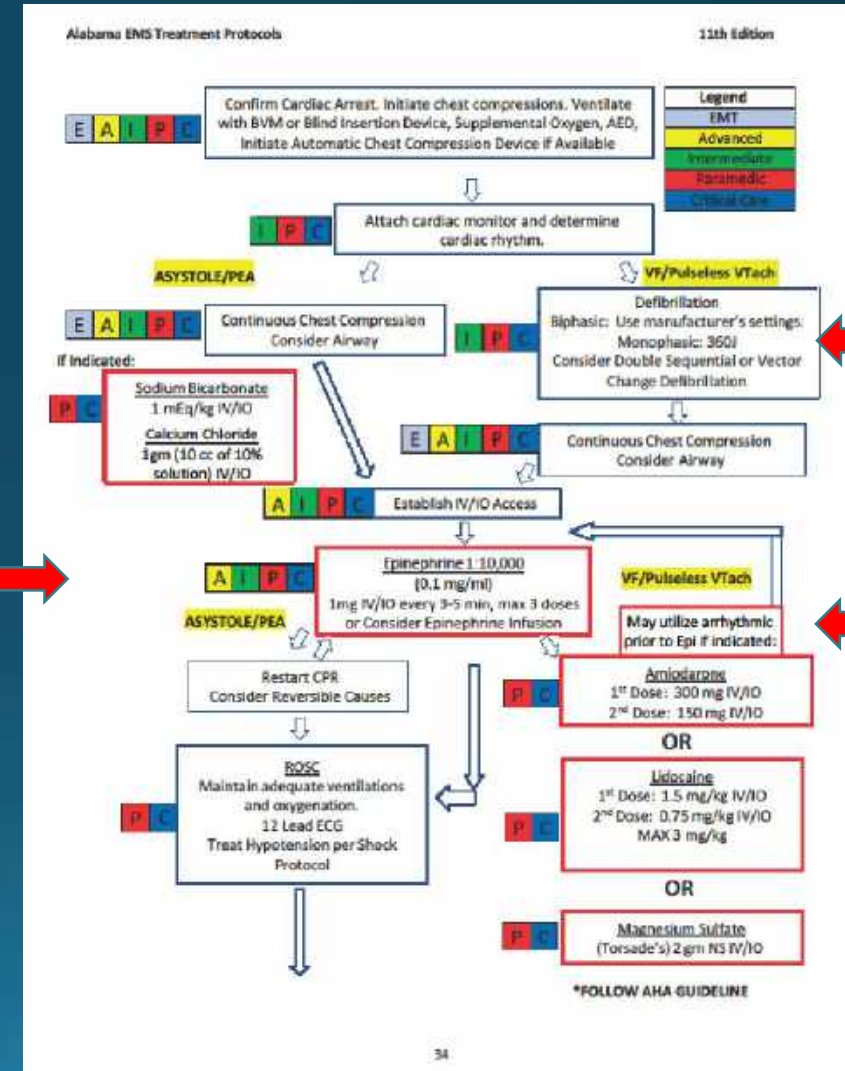 Alabama EMS Treatment Protocols
11th Edition
Confirm Cardiac Arrest. Initiate chest compressions. Ventilate
with BVM or Blind Insertion Device, Supplemental Oxygen, AED,
Initiate Automatic Chest Compression Device if Available
E A I P C
Legend
EMT
Advanced
Intermediate
Paramedic
Critical Care
Attach cardiac monitor and determine
cardiac rhythm.
I P C
ASYSTOLE/PEA
VF/Pulseless VTach
E A I P C
Continuous Chest Compression
Consider Airway
I P C
Defibrillation
Biphasic: Use manufacturer's settings.
Monophasic: 360J
Consider Double Sequential or Vector
Change Defibrillation
If Indicated:
P C
Sodium Bicarbonate
1 mEq/kg IV/IO
Calcium Chloride
1gm (10 cc of 10%
solution) IV/IO
E A I P C
Continuous Chest Compression
Consider Airway
A I P C
Establish IV/IO Access
A I P C
Epinephrine 1:10,000
(0.1 mg/ml)
1mg IV/IO every 3-5 min, max 3 doses
or Consider Epinephrine Infusion
VF/Pulseless VTach
ASYSTOLE/PEA
May utilize arrhythmic
prior to Epi if indicated:
Restart CPR
Consider Reversible Causes
P C
Amiodarone
1st Dose: 300 mg IV/IO
2nd Dose: 150 mg IV/IO
OR
P C
ROSC
Maintain adequate ventilations
and oxygenation.
12 Lead ECG
Treat Hypotension per Shock
Protocol
P C
Lidocaine
1st Dose: 1.5 mg/kg IV/IO
2nd Dose: 0.75 mg/kg IV/IO
MAX 3 mg/kg
OR
P C
Magnesium Sulfate
(Torsade's) 2 gm NS IV/IO
*FOLLOW AHA GUIDELINE
34